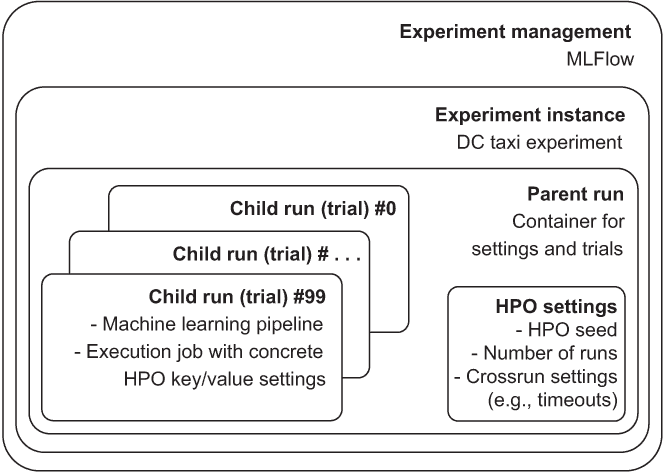 Experiment management
MLFlow
Experiment instance
DC taxi experiment
Parent run
Container for
settings and trials
Child run (trial) #0
Child run (trial) # . . .
Child run (trial) #99
- Machine learning pipeline
- Execution job with concrete
HPO key/value settings
HPO settings
- HPO seed
- Number of runs
- Crossrun settings
(e.g., timeouts)